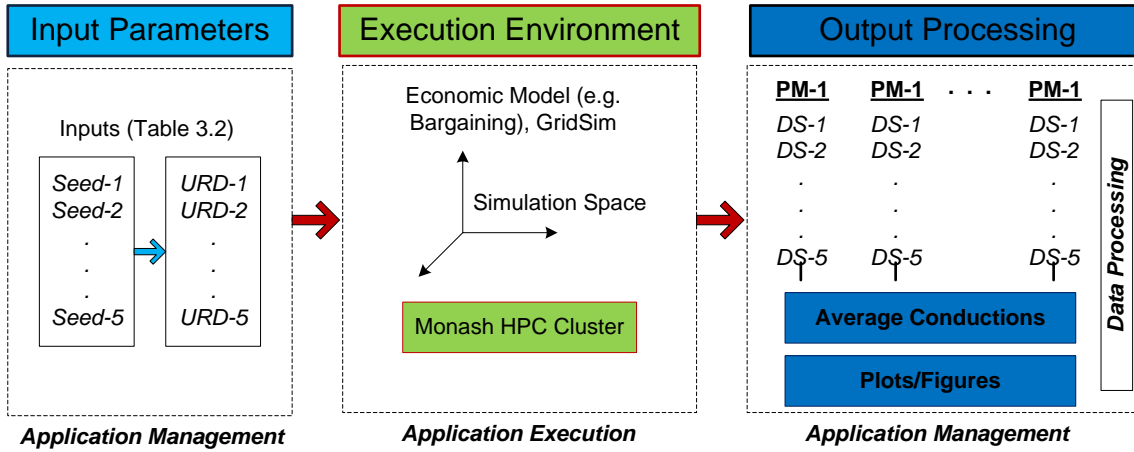 Input Parameters
Inputs (Table 3.2)
Seed-1
Seed-2
.
.
.
Seed-5
URD-1
URD-2
.
.
.
URD-5
Application Management
Execution Environment
Economic Model (e.g.
Bargaining), GridSim
Simulation Space
Monash HPC Cluster
Application Execution
Output Processing
PM-1 PM-1 . . . PM-1
DS-1 DS-1 DS-1
DS-2 DS-2 DS-2
. . .
. . .
. . .
DS-5 DS-5 DS-5
Average Conductions
Plots/Figures
Data Processing
Application Management